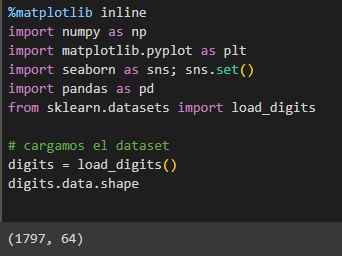 %matplotlib inline
import numpy as np
import matplotlib.pyplot as plt
import seaborn as sns; sns.set()
import pandas as pd
from sklearn.datasets import load_digits

# cargamos el dataset
digits = load_digits()
digits.data.shape

(1797, 64)